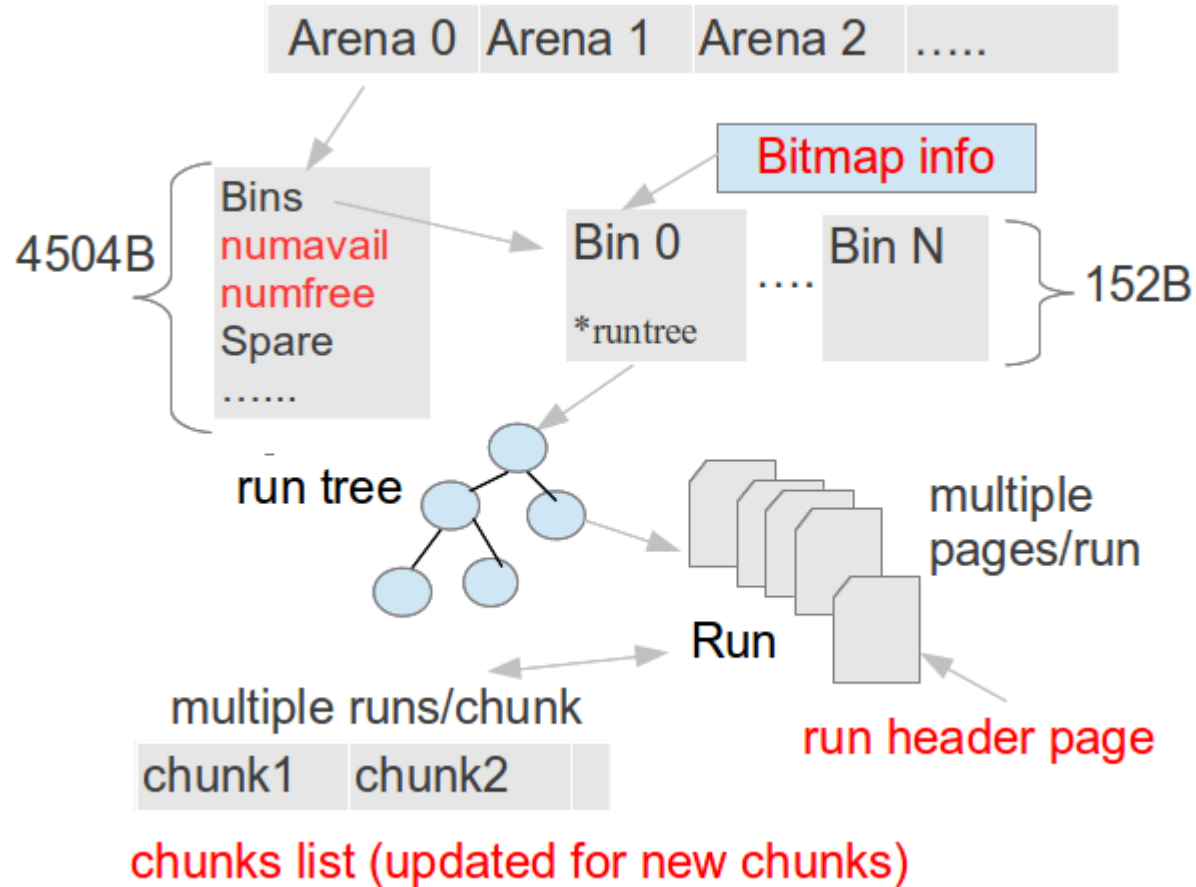 Arena 0 Arena 1 Arena 2 .....
Bitmap info
4504B
Bins
numavail
numfree
Spare
......
Bin 0
*runtree
....
Bin N
152B
run tree
multiple
pages/run
Run
multiple runs/chunk
run header page
chunk1 chunk2
chunks list (updated for new chunks)